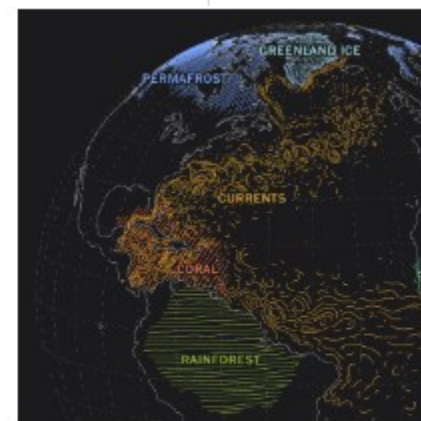 GREENLAND ICE
PERMAFROST
CURRENTS
CORAL
RAINFOREST